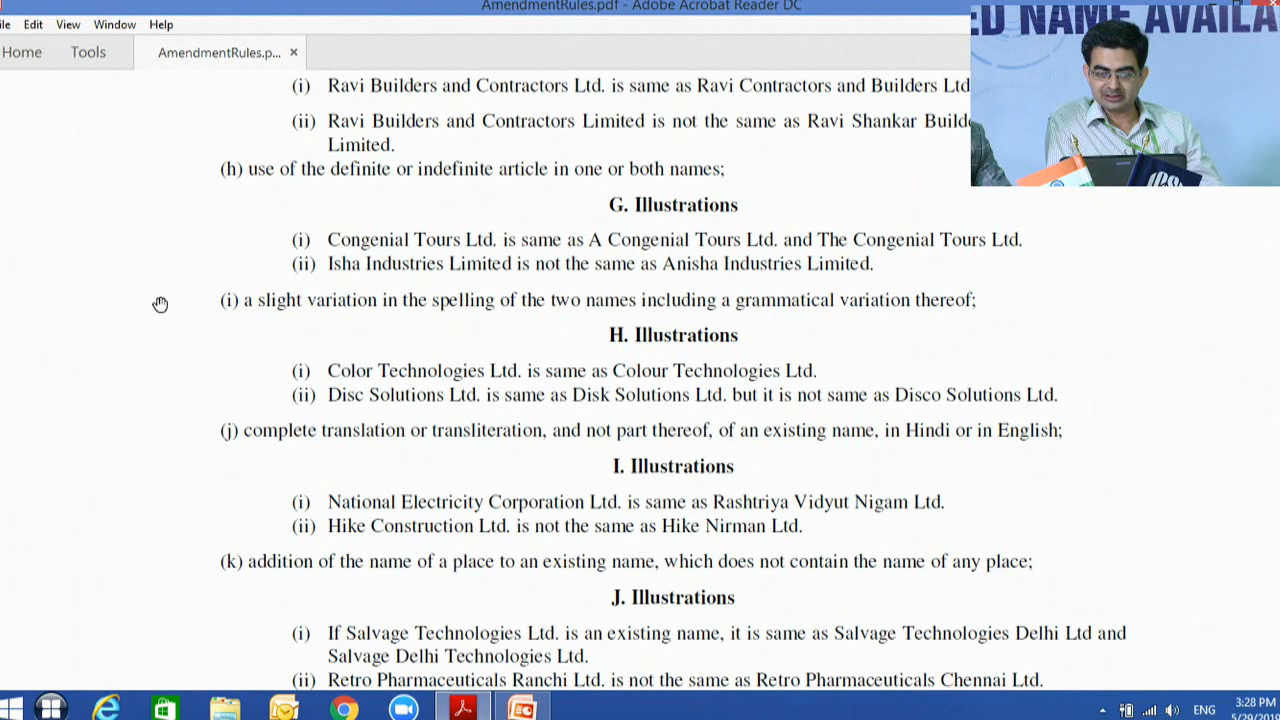 AmendmentRules.pdf - Adobe Acrobat Reader DC
Edit View Window Help
Home Tools AmendmentRules.p... ×
ED NAME AVAILA
(i) Ravi Builders and Contractors Ltd. is same as Ravi Contractors and Builders Ltd
(ii) Ravi Builders and Contractors Limited is not the same as Ravi Shankar
Limited.
(h) use of the definite or indefinite article in one or both names;
G. Illustrations
(i) Congenial Tours Ltd. is same as A Congenial Tours Ltd. and The Congenial Tours Ltd.
(ii) Isha Industries Limited is not the same as Anisha Industries Limited.
(i) a slight variation in the spelling of the two names including a grammatical variation thereof;
H. Illustrations
(i) Color Technologies Ltd. is same as Colour Technologies Ltd.
(ii) Disc Solutions Ltd. is same as Disk Solutions Ltd. but it is not same as Disco Solutions Ltd.
(j) complete translation or transliteration, and not part thereof, of an existing name, in Hindi or in English;
I. Illustrations
(i) National Electricity Corporation Ltd. is same as Rashtriya Vidyut Nigam Ltd.
(ii) Hike Construction Ltd. is not the same as Hike Nirman Ltd.
(k) addition of the name of a place to an existing name, which does not contain the name of any place;
J. Illustrations
(i) If Salvage Technologies Ltd. is an existing name, it is same as Salvage Technologies Delhi Ltd and
Salvage Delhi Technologies Ltd.
(ii) Retro Pharmaceuticals Ranchi Ltd. is not the same as Retro Pharmaceuticals Chennai Ltd.
ENG 3:28 PM